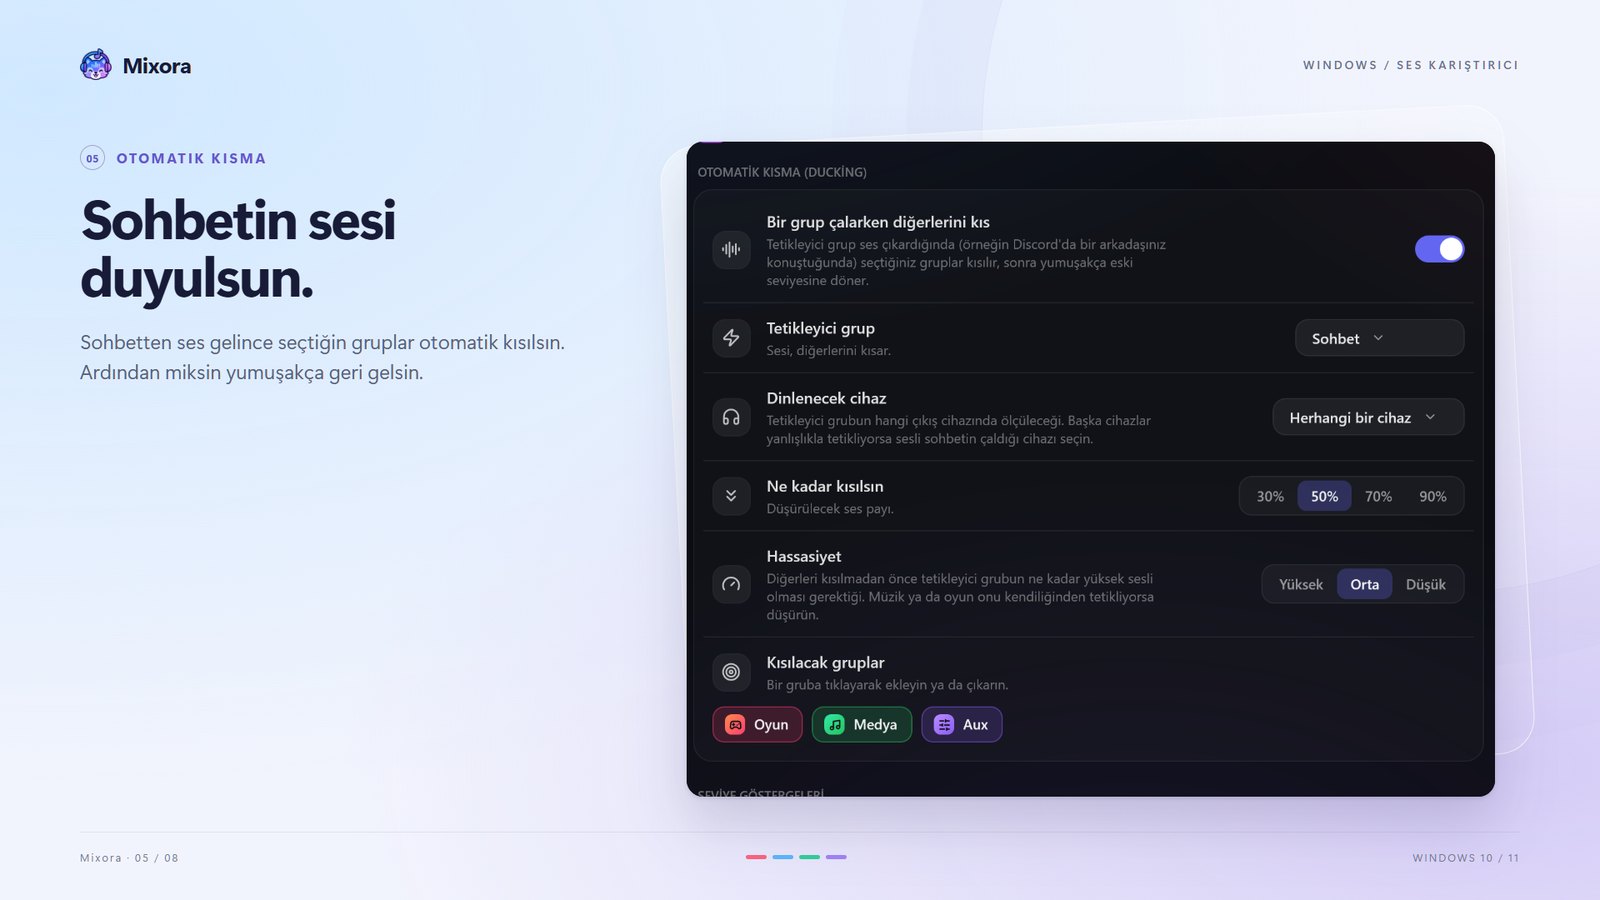 Mixora
WINDOWS / SES KARIŞTIRICI
05 OTOMATIK KISMA
Sohbetin sesi
duyulsun.
Sohbetten ses gelince seçtiğin gruplar otomatik kısılsın.
Ardından miksin yumuşakça geri gelsin.
OTOMATİK KISMA (DUCKİNG)
Bir grup çalarken diğerlerini kıs
Tetikleyici grup ses çıkardığında (örneğin Discord'da bir arkadaşınız
konuştuğunda) seçtiğiniz gruplar kısılır, sonra yumuşakça eski
seviyesine döner.
Tetikleyici grup
Sesi, diğerlerini kısar.
Sohbet
Dinlenecek cihaz
Tetikleyici grubun hangi çıkış cihazında ölçüleceği. Başka cihazlar
yanlışlıkla tetikliyorsa sesli sohbetin çaldığı cihazı seçin.
Herhangi bir cihaz
Ne kadar kısılsın
Düşürülecek ses payı.
30% 50% 70% 90%
Hassasiyet
Diğerleri kısılmadan önce tetikleyici grubun ne kadar yüksek sesli
olması gerektiği. Müzik ya da oyun onu kendiliğinden tetikliyorsa
düşürün.
Yüksek Orta Düşük
Kısılacak gruplar
Bir gruba tıklayarak ekleyin ya da çıkarın.
Oyun Medya Aux
SEVİYE GÖSTERGELERİ
Mixora · 05 / 08
WINDOWS 10 / 11